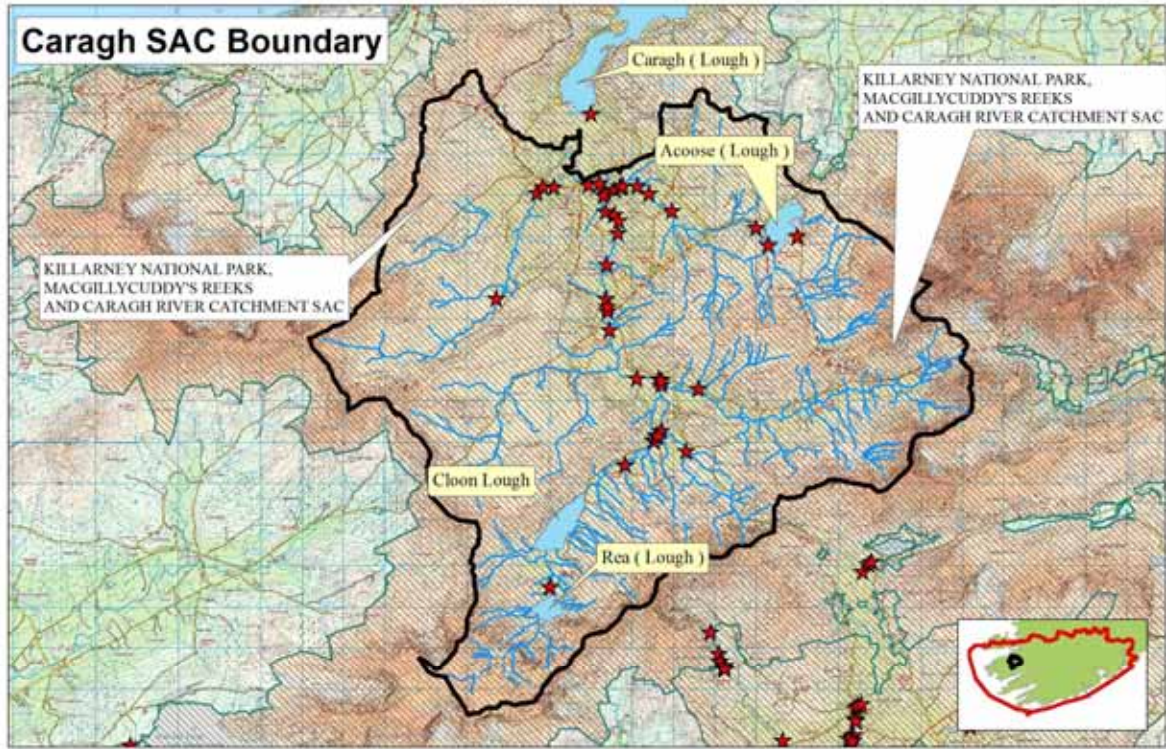 Caragh SAC Boundary
Caragh ( Lough )
KILLARNEY NATIONAL PARK,
MACGILLYCUDDY'S REEKS
AND CARAGH RIVER CATCHMENT SAC
Acoose ( Lough )
KILLARNEY NATIONAL PARK,
MACGILLYCUDDY'S REEKS
AND CARAGH RIVER CATCHMENT SAC
Cloon Lough
Rea ( Lough )